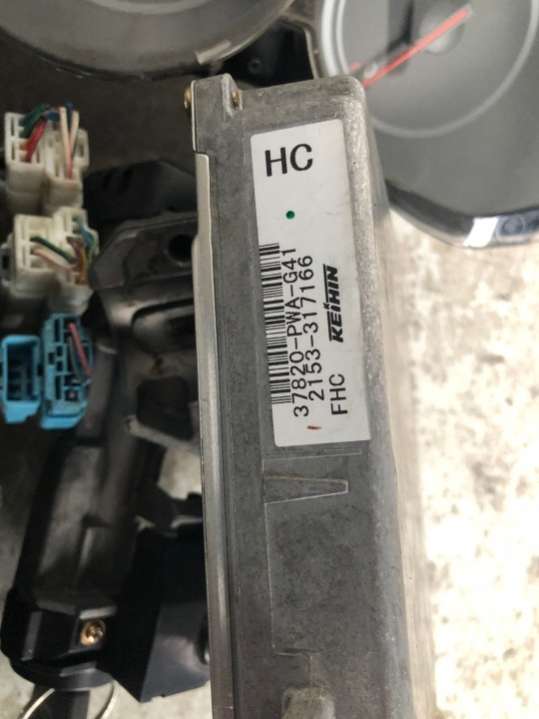 HC
37820-PWA-G41
2153-317166
FHC
KEIHIN